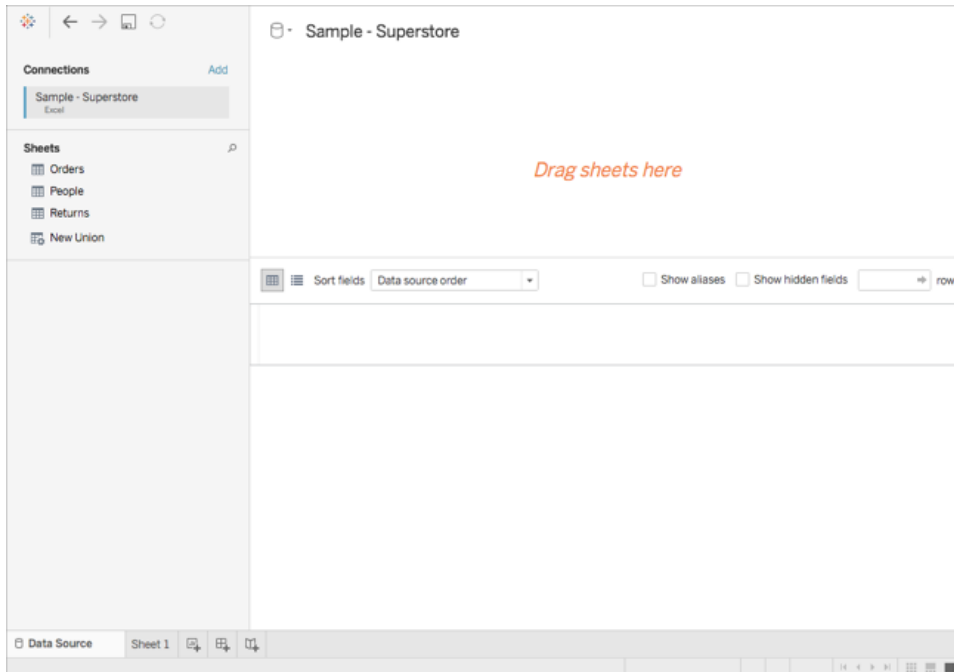 Sample - Superstore
Connections Add
Sample - Superstore
Excel
Sheets
Orders
People
Returns
New Union
Drag sheets here
Sort fields Data source order Show aliases Show hidden fields row
Data Source Sheet 1